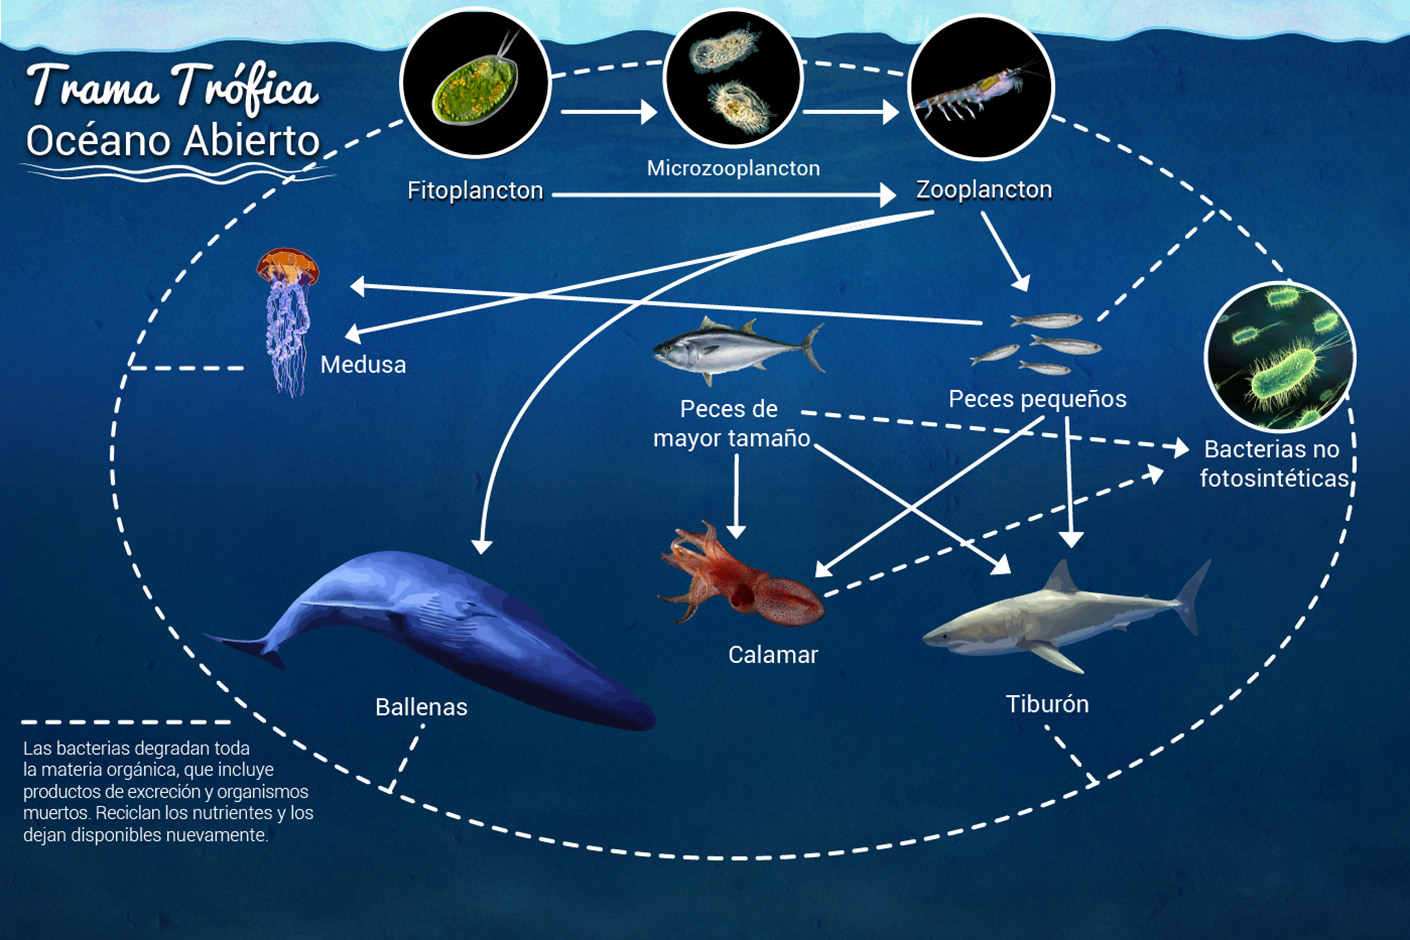 Trama Trófica
Océano Abierto
Fitoplancton
Microzooplancton
Zooplancton
Medusa
Peces de
mayor tamaño
Peces pequeños
Bacterias no
fotosintéticas
Calamar
Ballenas
Tiburón
Las bacterias degradan toda
la materia orgánica, que incluye
productos de excreción y organismos
muertos. Reciclan los nutrientes y los
dejan disponibles nuevamente.